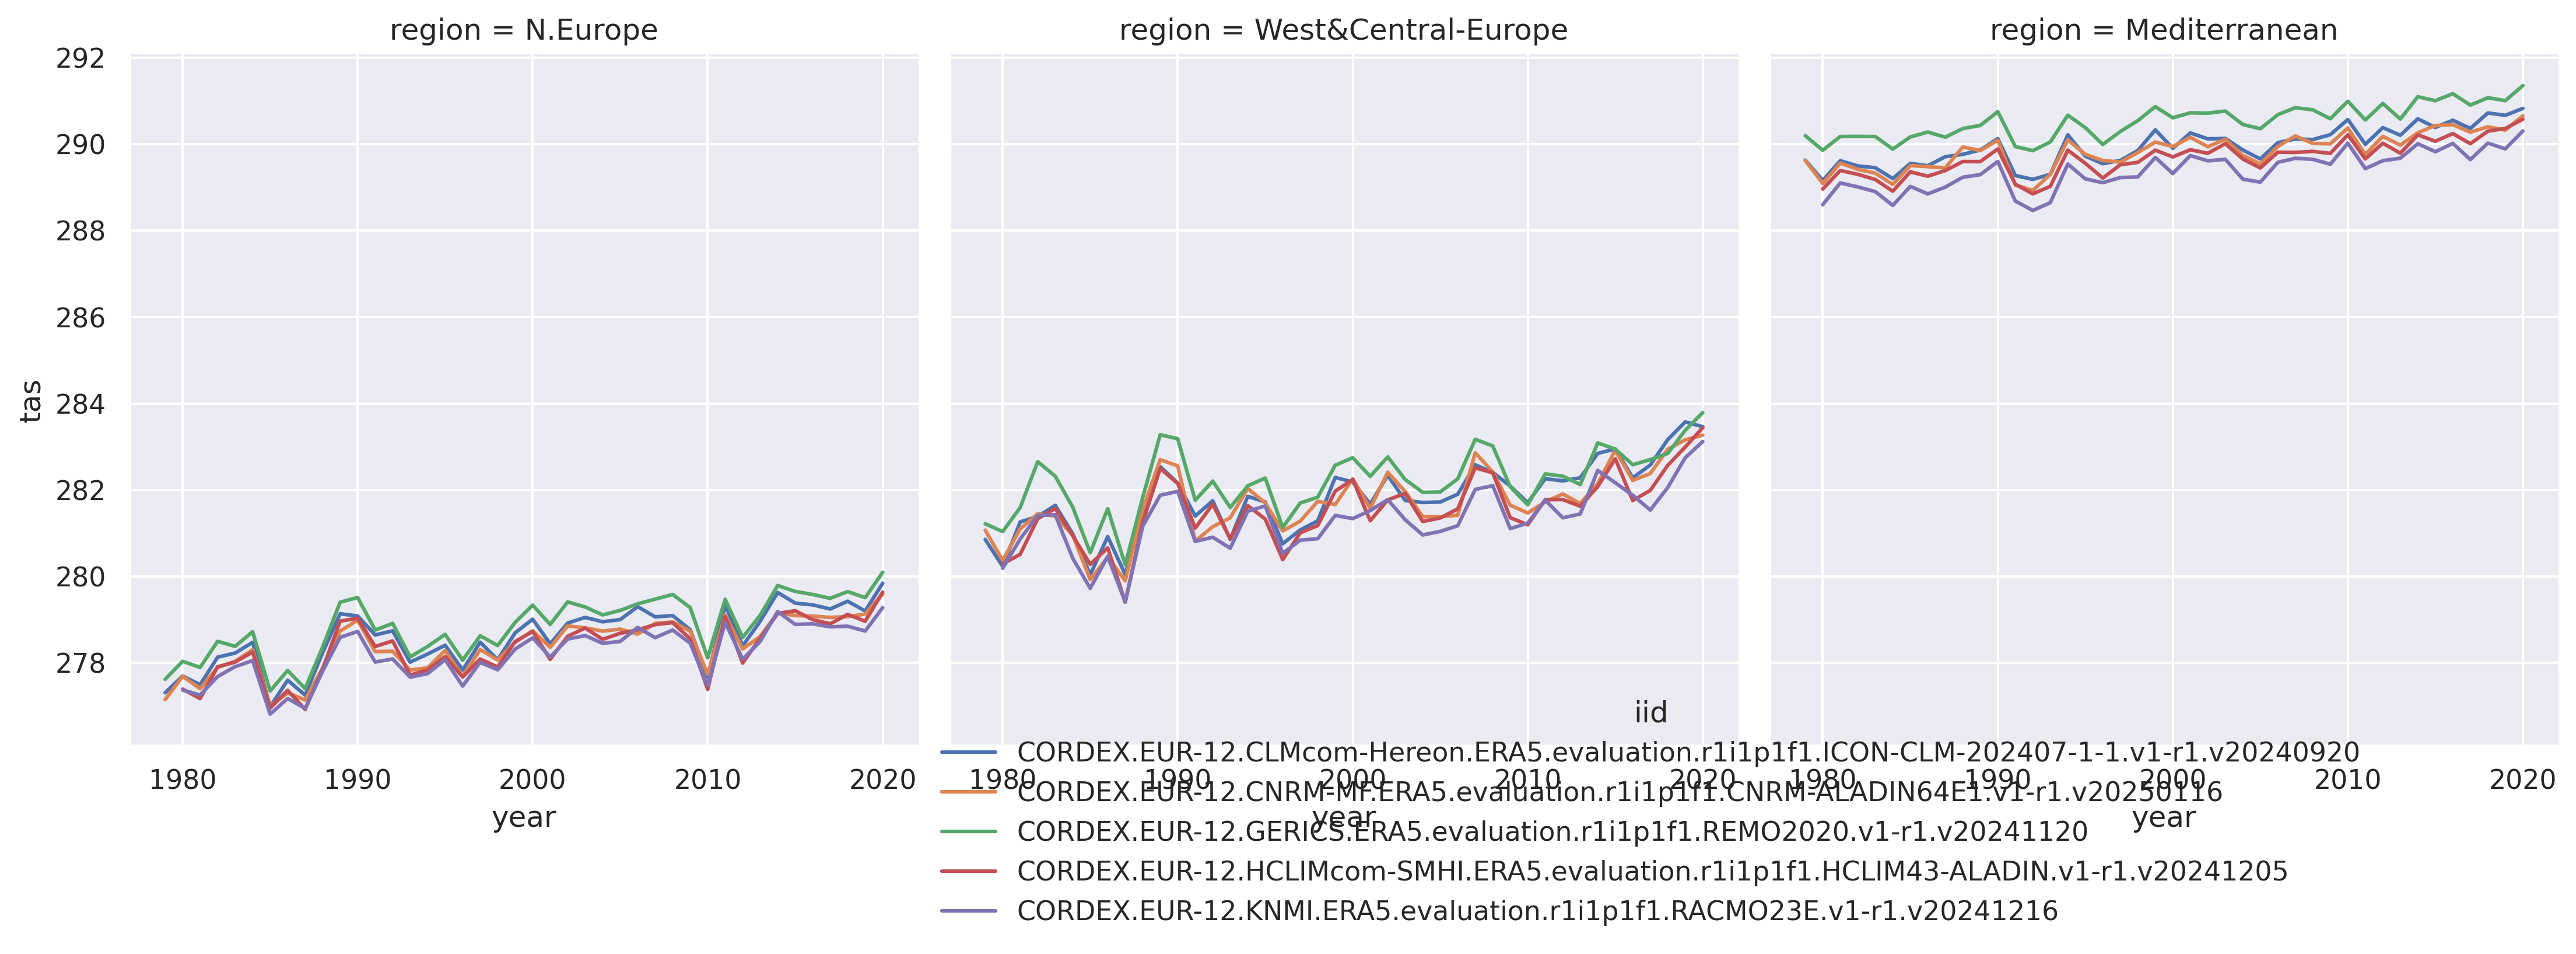 region = N.Europe
region = West&Central-Europe
region = Mediterranean
292
290
288
286
284
282
280
278
tas
1980 1990 2000 2010 2020
year
1980 1990 2000 2010 2020
year
1980 1990 2000 2010 2020
year
iid
CORDEX.EUR-12.CLMcom-Hereon.ERA5.evaluation.r1i1p1f1.ICON-CLM-202407-1-1.v1-r1.v20240920
CORDEX.EUR-12.CNRM-MF.ERA5.evaluation.r1i1p1f1.CNRM-ALADIN64E1.v1-r1.v20250116
CORDEX.EUR-12.GERICS.ERA5.evaluation.r1i1p1f1.REMO2020.v1-r1.v20241120
CORDEX.EUR-12.HCLIMcom-SMHI.ERA5.evaluation.r1i1p1f1.HCLIM43-ALADIN.v1-r1.v20241205
CORDEX.EUR-12.KNMI.ERA5.evaluation.r1i1p1f1.RACMO23E.v1-r1.v20241216